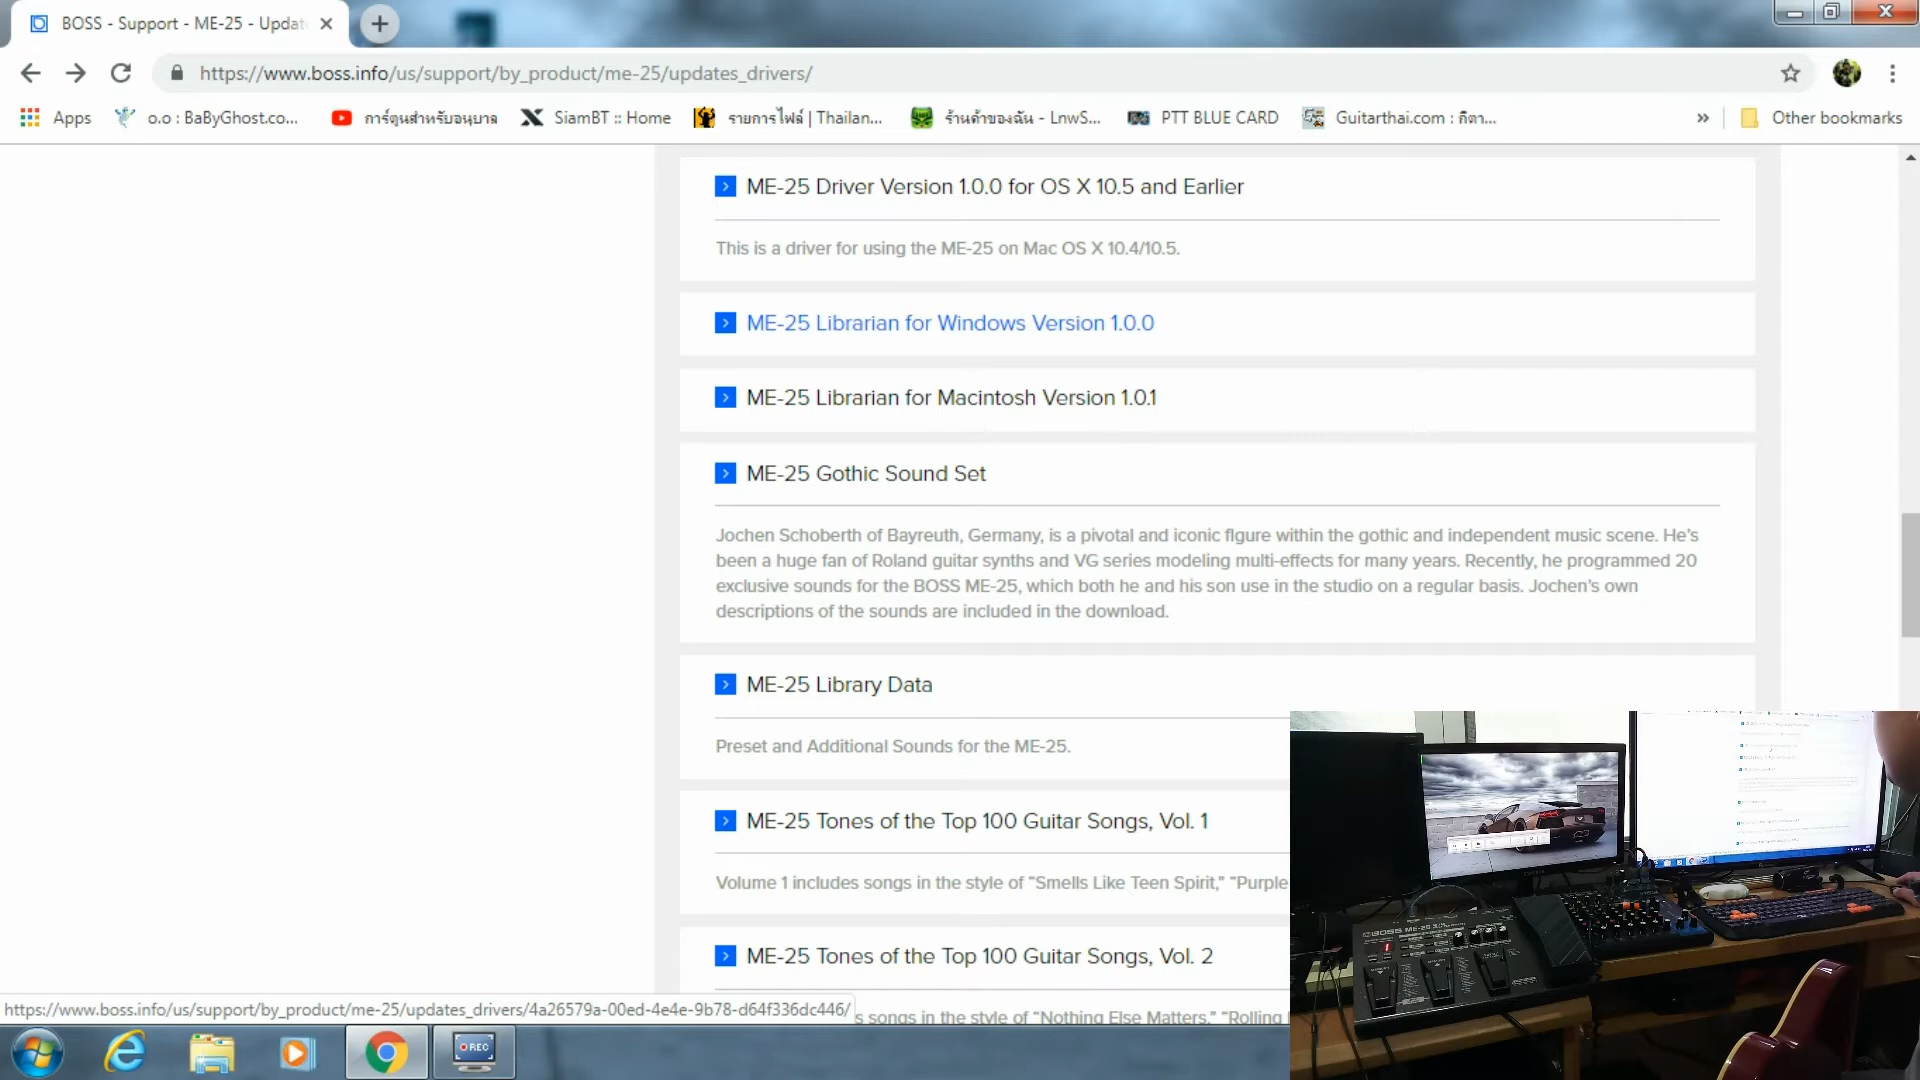 BOSS - Support - ME-25 - Updat
https://www.boss.info/us/support/by_product/me-25/updates_drivers/
Apps
o.o : BaByGhost.co...
การ์ตูนสำหรับอนุบาล
SiamBT :: Home
รายการไฟล์ | Thailan...
ร้านค้าของฉัน - LnwS...
PTT BLUE CARD
Guitarthai.com : กีตา...
»
Other bookmarks
ME-25 Driver Version 1.0.0 for OS X 10.5 and Earlier
This is a driver for using the ME-25 on Mac OS X 10.4/10.5.
ME-25 Librarian for Windows Version 1.0.0
ME-25 Librarian for Macintosh Version 1.0.1
ME-25 Gothic Sound Set
Jochen Schoberth of Bayreuth, Germany, is a pivotal and iconic figure within the gothic and independent music scene. He's
been a huge fan of Roland guitar synths and VG series modeling multi-effects for many years. Recently, he programmed 20
exclusive sounds for the BOSS ME-25, which both he and his son use in the studio on a regular basis. Jochen's own
descriptions of the sounds are included in the download.
ME-25 Library Data
Preset and Additional Sounds for the ME-25.
ME-25 Tones of the Top 100 Guitar Songs, Vol. 1
Volume 1 includes songs in the style of "Smells Like Teen Spirit," "Purple
ME-25 Tones of the Top 100 Guitar Songs, Vol. 2
https://www.boss.info/us/support/by_product/me-25/updates_drivers/4a26579a-00ed-4e4e-9b78-d64f336dc446/
s songs in the style of "Nothing Else Matters," "Rolling
REC
BOSS ME-25